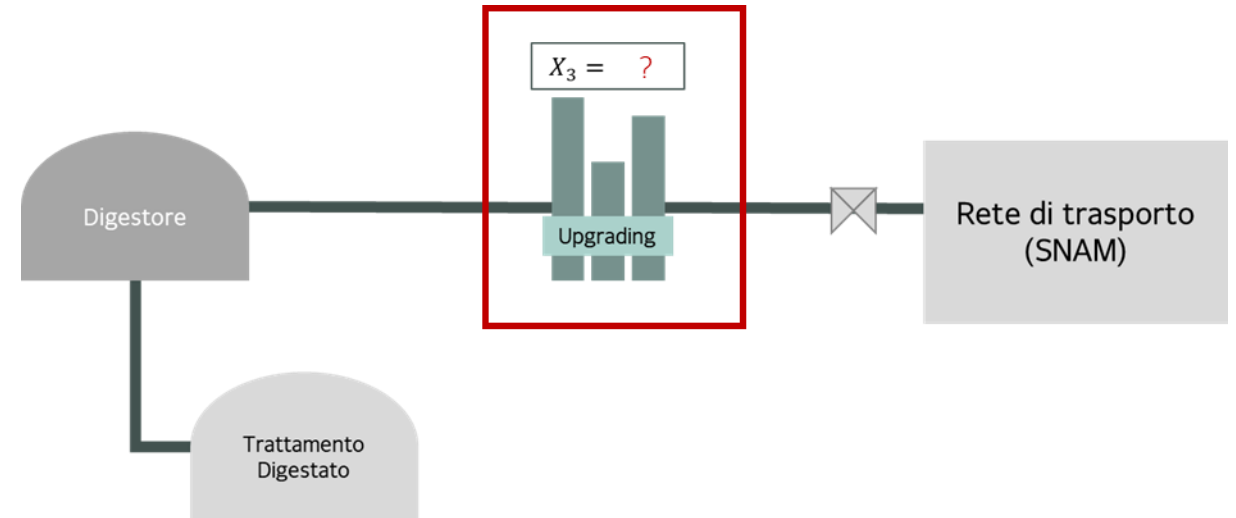 X₃ = ?
Digestore
Upgrading
Rete di trasporto
(SNAM)
Trattamento
Digestato